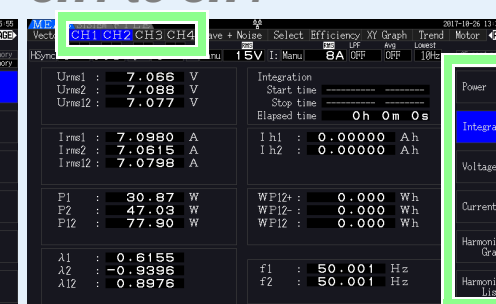 MEAS
2017-10-26 13
Vect CH1 CH2 CH3 CH4 ave + Noise Select Efficiency XY Graph Trend Motor
RMS RMS LPF Avg Lowest
HSync Manu 15V I: Manu 8A OFF OFF 10Hz
Urms1 : 7.066 V
Urms2 : 7.088 V
Urms12 : 7.077 V
Integration
Start time
Stop time
Elapsed time 0h 0m 0s
Irms1 : 7.0980 A
Irms2 : 7.0615 A
Irms12 : 7.0798 A
Ih1 : 0.00000 Ah
Ih2 : 0.00000 Ah
P1 : 30.87 W
P2 : 47.03 W
P12 : 77.90 W
WP12+ : 0.000 Wh
WP12- : 0.000 Wh
WP12 : 0.000 Wh
λ1 : 0.6155
λ2 : -0.9396
λ12 : 0.8976
f1 : 50.001 Hz
f2 : 50.001 Hz
Power
Integra
Voltage
Current
Harmoni
Gra
Harmoni
Lis